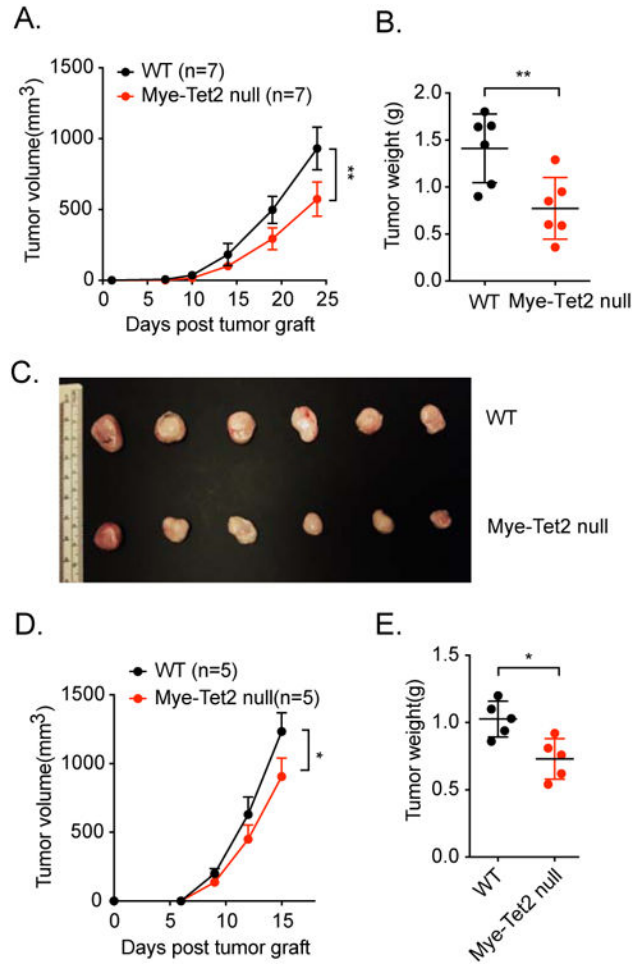 A.
WT (n=7)
Mye-Tet2 null (n=7)
Tumor volume(mm3)
1500
1000
500
0
**
0 5 10 15 20 25
Days post tumor graft
B.
**
Tumor weight (g)
2.0
1.5
1.0
0.5
0.0
WT Mye-Tet2 null
C.
WT
Mye-Tet2 null
D.
WT (n=5)
Mye-Tet2 null(n=5)
Tumor volume(mm3)
1500
1000
500
0
*
0 5 10 15
Days post tumor graft
E.
*
Tumor weight(g)
1.5
1.0
0.5
0.0
WT
Mye-Tet2 null